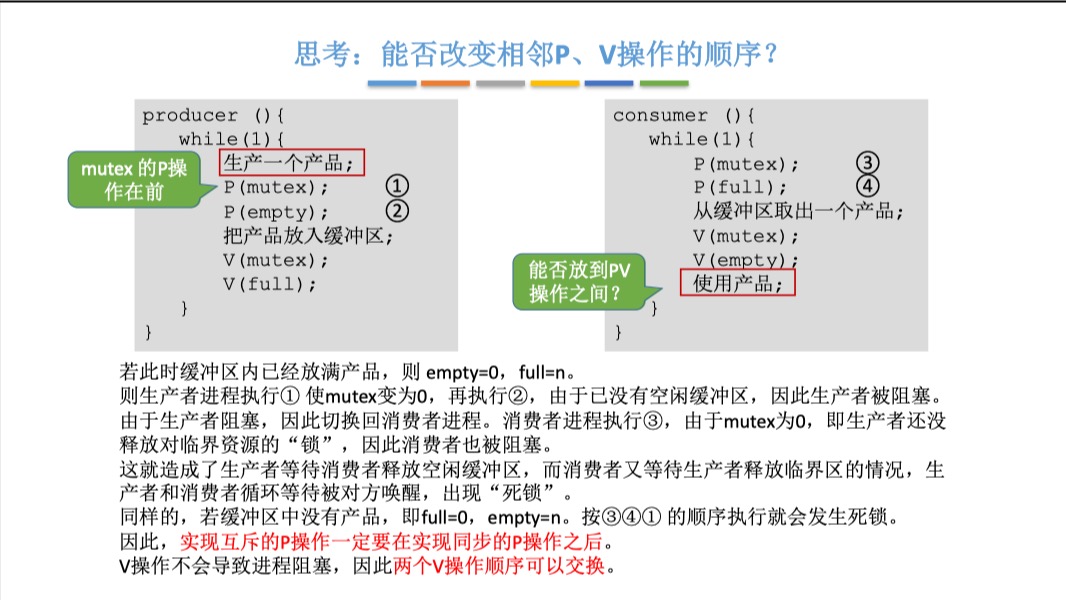 思考：能否改变相邻P、V操作的顺序？
producer (){
while(1){
生产一个产品;
P(mutex); ①
P(empty); ②
把产品放入缓冲区;
V(mutex);
V(full);
}
}
mutex 的P操
作在前
consumer (){
while(1){
P(mutex); ③
P(full); ④
从缓冲区取出一个产品;
V(mutex);
V(empty);
使用产品;
}
}
能否放到PV
操作之间？
若此时缓冲区内已经放满产品，则 empty=0，full=n。
则生产者进程执行① 使mutex变为0，再执行②，由于已没有空闲缓冲区，因此生产者被阻塞。
由于生产者阻塞，因此切换回消费者进程。消费者进程执行③，由于mutex为0，即生产者还没
释放对临界资源的“锁”，因此消费者也被阻塞。
这就造成了生产者等待消费者释放空闲缓冲区，而消费者又等待生产者释放临界区的情况，生
产者和消费者循环等待被对方唤醒，出现“死锁”。
同样的，若缓冲区中没有产品，即full=0，empty=n。按③④① 的顺序执行就会发生死锁。
因此，实现互斥的P操作一定要在实现同步的P操作之后。
V操作不会导致进程阻塞，因此两个V操作顺序可以交换。